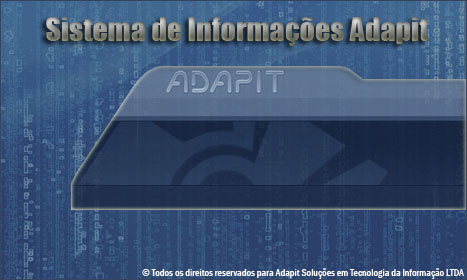 Sistema de Informações Adapit
ADAPIT
© Todos os direitos reservados para Adapit Soluções em Tecnologia da Informação LTDA